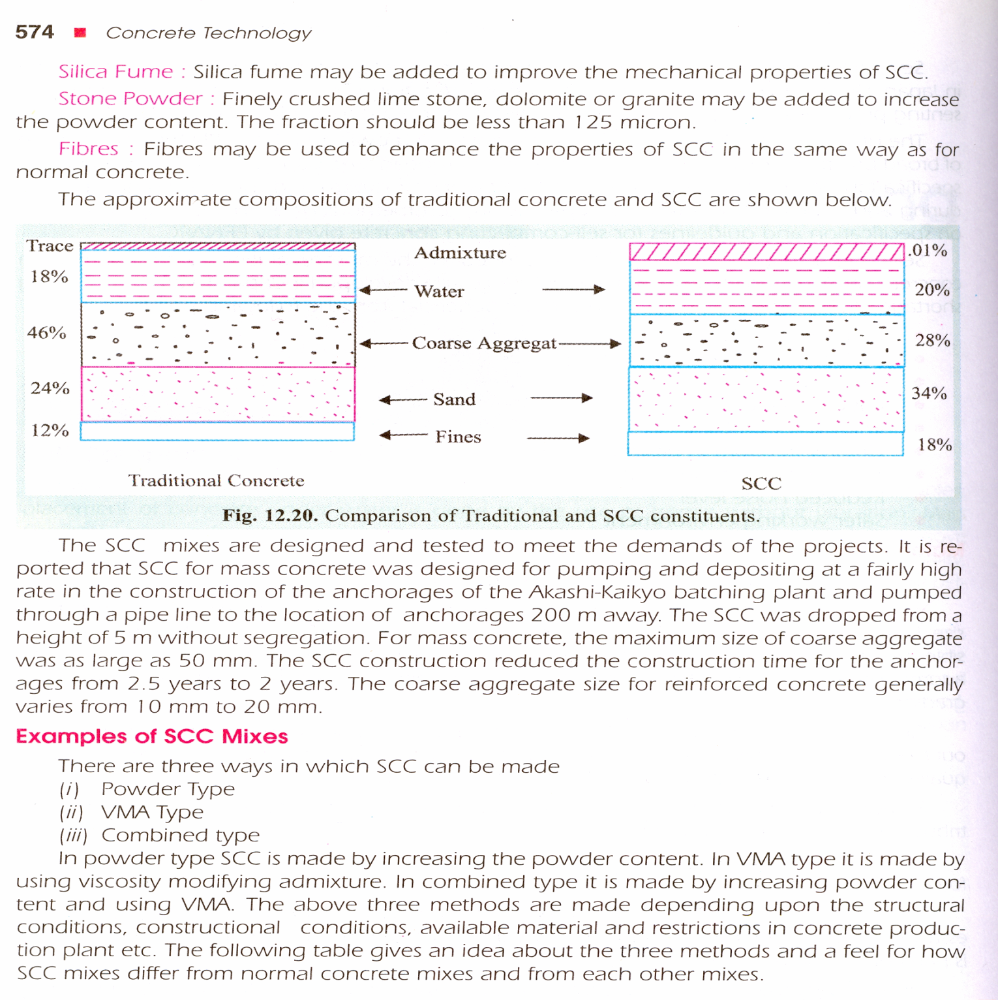 574 ■ Concrete Technology
Silica Fume : Silica fume may be added to improve the mechanical properties of SCC.
Stone Powder : Finely crushed lime stone, dolomite or granite may be added to increase
the powder content. The fraction should be less than 125 micron.
Fibres : Fibres may be used to enhance the properties of SCC in the same way as for
normal concrete.
The approximate compositions of traditional concrete and SCC are shown below.
Trace Admixture .01%
18% Water 20%
46% Coarse Aggregat 28%
24% Sand 34%
12% Fines 18%
Traditional Concrete SCC
Fig. 12.20. Comparison of Traditional and SCC constituents.
The SCC mixes are designed and tested to meet the demands of the projects. It is re-
ported that SCC for mass concrete was designed for pumping and depositing at a fairly high
rate in the construction of the anchorages of the Akashi-Kaikyo batching plant and pumped
through a pipe line to the location of anchorages 200 m away. The SCC was dropped from a
height of 5 m without segregation. For mass concrete, the maximum size of coarse aggregate
was as large as 50 mm. The SCC construction reduced the construction time for the anchor-
ages from 2.5 years to 2 years. The coarse aggregate size for reinforced concrete generally
varies from 10 mm to 20 mm.
Examples of SCC Mixes
There are three ways in which SCC can be made
(i) Powder Type
(ii) VMA Type
(iii) Combined type
In powder type SCC is made by increasing the powder content. In VMA type it is made by
using viscosity modifying admixture. In combined type it is made by increasing powder con-
tent and using VMA. The above three methods are made depending upon the structural
conditions, constructional conditions, available material and restrictions in concrete produc-
tion plant etc. The following table gives an idea about the three methods and a feel for how
SCC mixes differ from normal concrete mixes and from each other mixes.